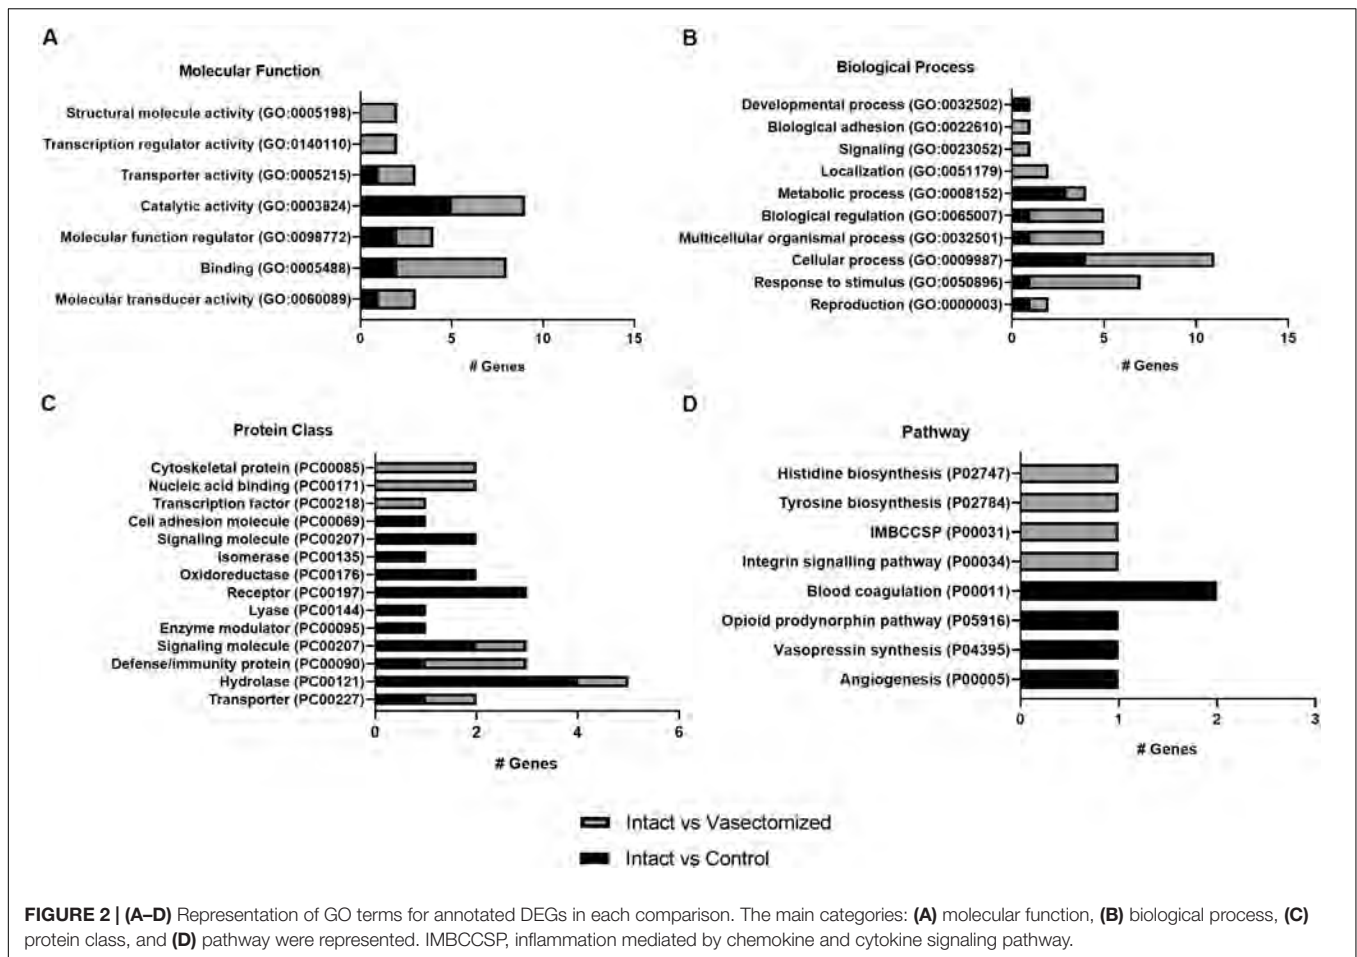 A
Molecular Function
Structural molecule activity (GO:0005198)
Transcription regulator activity (GO:0140110)
Transporter activity (GO:0005215)
Catalytic activity (GO:0003824)
Molecular function regulator (GO:0098772)
Binding (GO:0005488)
Molecular transducer activity (GO:0060089)
0 5 10 15
# Genes
B
Biological Process
Developmental process (GO:0032502)
Biological adhesion (GO:0022610)
Signaling (GO:0023052)
Localization (GO:0051179)
Metabolic process (GO:0008152)
Biological regulation (GO:0065007)
Multicellular organismal process (GO:0032501)
Cellular process (GO:0009987)
Response to stimulus (GO:0050896)
Reproduction (GO:0000003)
0 5 10 15
# Genes
C
Protein Class
Cytoskeletal protein (PC00085)
Nucleic acid binding (PC00171)
Transcription factor (PC00218)
Cell adhesion molecule (PC00069)
Signaling molecule (PC00207)
Isomerase (PC00135)
Oxidoreductase (PC00176)
Receptor (PC00197)
Lyase (PC00144)
Enzyme modulator (PC00095)
Signaling molecule (PC00207)
Defense/immunity protein (PC00090)
Hydrolase (PC00121)
Transporter (PC00227)
0 2 4 6
# Genes
D
Pathway
Histidine biosynthesis (P02747)
Tyrosine biosynthesis (P02784)
IMBCCSP (P00031)
Integrin signalling pathway (P00034)
Blood coagulation (P00011)
Opioid prodynorphin pathway (P05916)
Vasopressin synthesis (P04395)
Angiogenesis (P00005)
0 1 2 3
# Genes
Intact vs Vasectomized
Intact vs Control
FIGURE 2 | (A–D) Representation of GO terms for annotated DEGs in each comparison. The main categories: (A) molecular function, (B) biological process, (C)
protein class, and (D) pathway were represented. IMBCCSP, inflammation mediated by chemokine and cytokine signaling pathway.